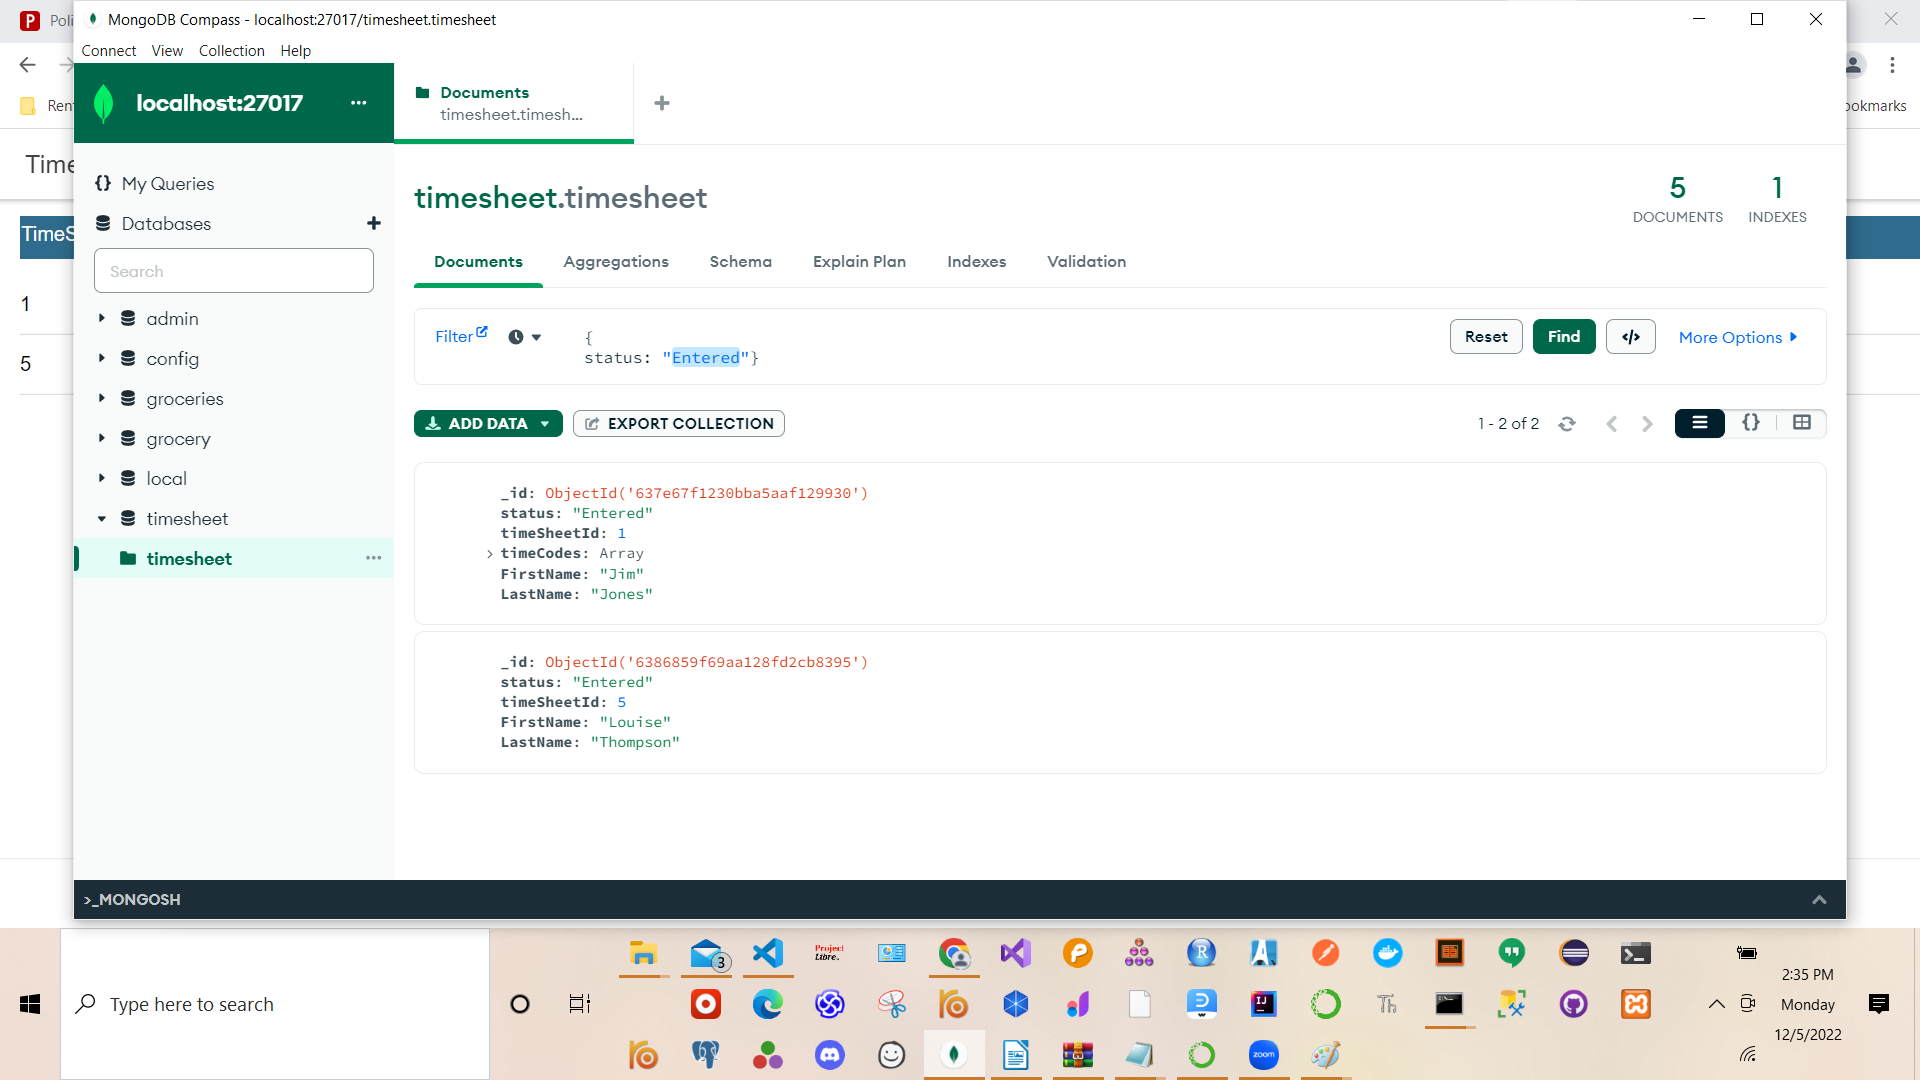 Poli
MongoDB Compass - localhost:27017/timesheet.timesheet
Connect View Collection Help
localhost:27017
Documents
timesheet.timesh...
ookmarks
Time
My Queries
Databases
Search
admin
config
groceries
grocery
local
timesheet
timesheet
TimeS
1
5
timesheet.timesheet
5
DOCUMENTS
1
INDEXES
Documents Aggregations Schema Explain Plan Indexes Validation
Filter
{
status: "Entered"}
Reset Find </> More Options
ADD DATA EXPORT COLLECTION 1 - 2 of 2 {}
_id: ObjectId('637e67f1230bba5aaf129930')
status: "Entered"
timeSheetId: 1
timeCodes: Array
FirstName: "Jim"
LastName: "Jones"
_id: ObjectId('6386859f69aa128fd2cb8395')
status: "Entered"
timeSheetId: 5
FirstName: "Louise"
LastName: "Thompson"
>_MONGOSH
Type here to search
3
Project
Libre.
zoom
2:35 PM
Monday
12/5/2022